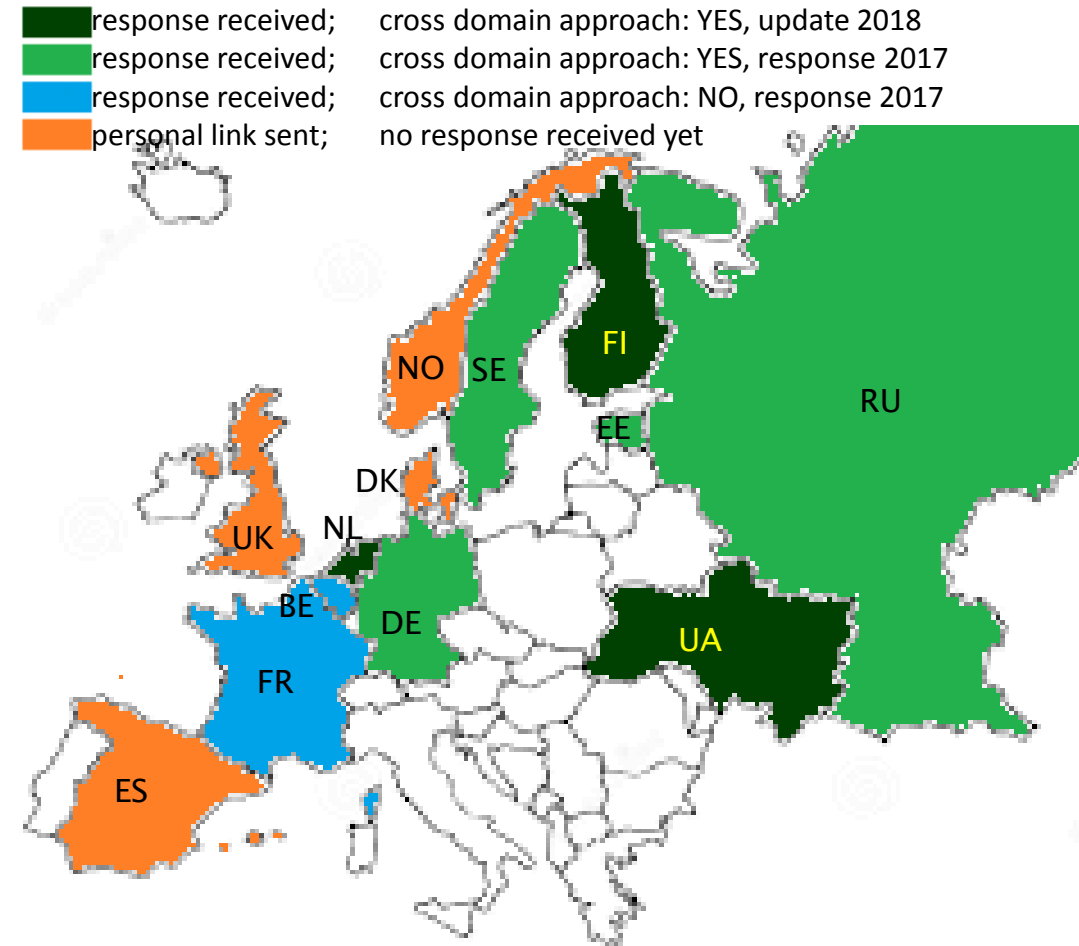 response received; cross domain approach: YES, update 2018
response received; cross domain approach: YES, response 2017
response received; cross domain approach: NO, response 2017
personal link sent; no response received yet
FI
NO
SE
RU
EE
DK
NL
UK
BE
DE
UA
FR
ES